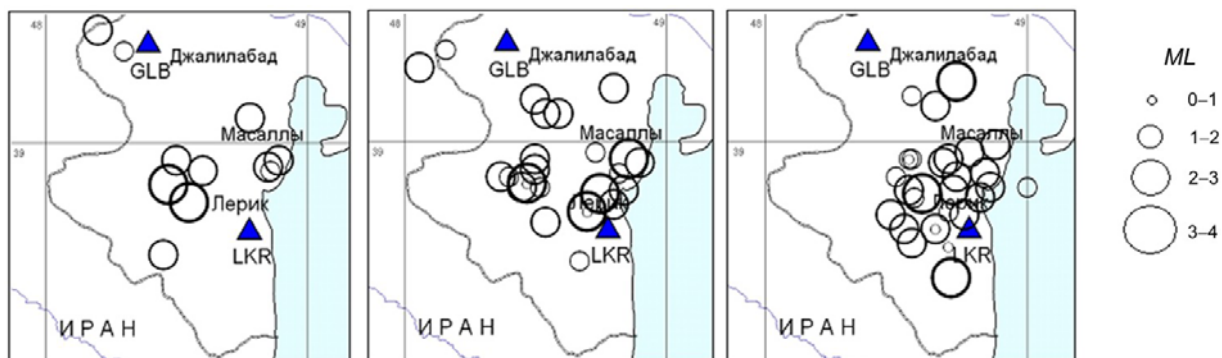 48
49
Джалилабад
GLB
Масаллы
39
Лерик
LKR
ИРАН
48
49
Джалилабад
GLB
Масаллы
39
Лерик
LKR
ИРАН
48
49
Джалилабад
GLB
Масаллы
39
Лерик
LKR
ИРАН
ML
0–1
1–2
2–3
3–4